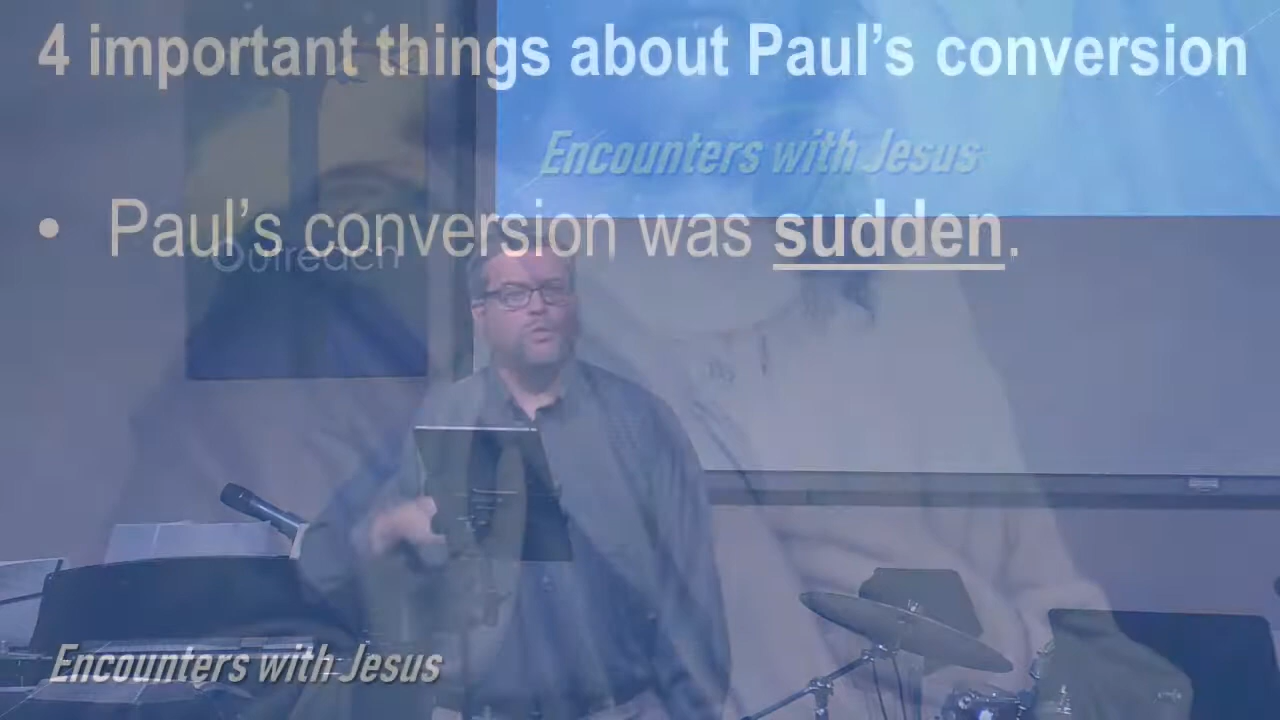 4 important things about Paul’s conversion
Encounters with Jesus
• Paul’s conversion was sudden.
Outreach
Encounters with Jesus